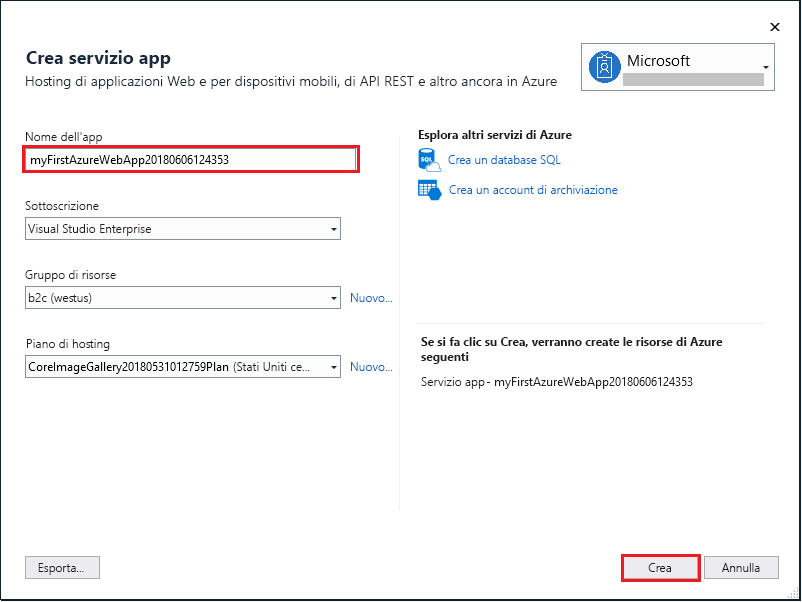 Crea servizio app
Hosting di applicazioni Web e per dispositivi mobili, di API REST e altro ancora in Azure
Microsoft
Nome dell'app
myFirstAzureWebApp20180606124353
Sottoscrizione
Visual Studio Enterprise
Gruppo di risorse
b2c (westus)
Nuovo...
Piano di hosting
CoreImageGallery20180531012759Plan (Stati Uniti ce...
Nuovo...
Esplora altri servizi di Azure
SQL
Crea un database SQL
Crea un account di archiviazione
Se si fa clic su Crea, verranno create le risorse di Azure
seguenti
Servizio app - myFirstAzureWebApp20180606124353
Esporta...
Crea
Annulla